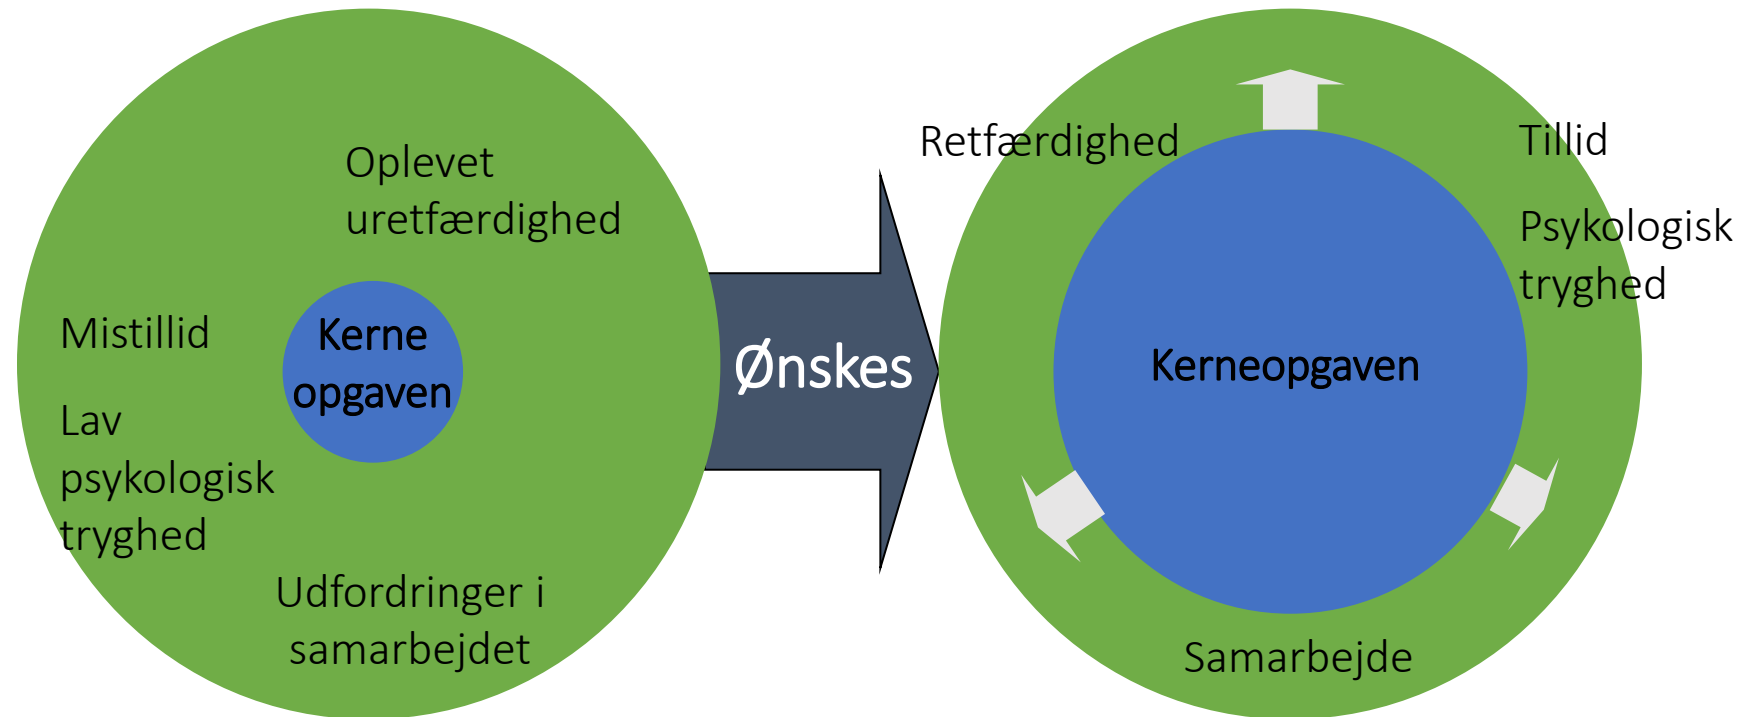 Oplevet
uretfærdighed
Mistillid
Lav
psykologisk
tryghed
Kerne
opgaven
Udfordringer i
samarbejdet
Ønskes
Retfærdighed
Tillid
Psykologisk
tryghed
Kerneopgaven
Samarbejde